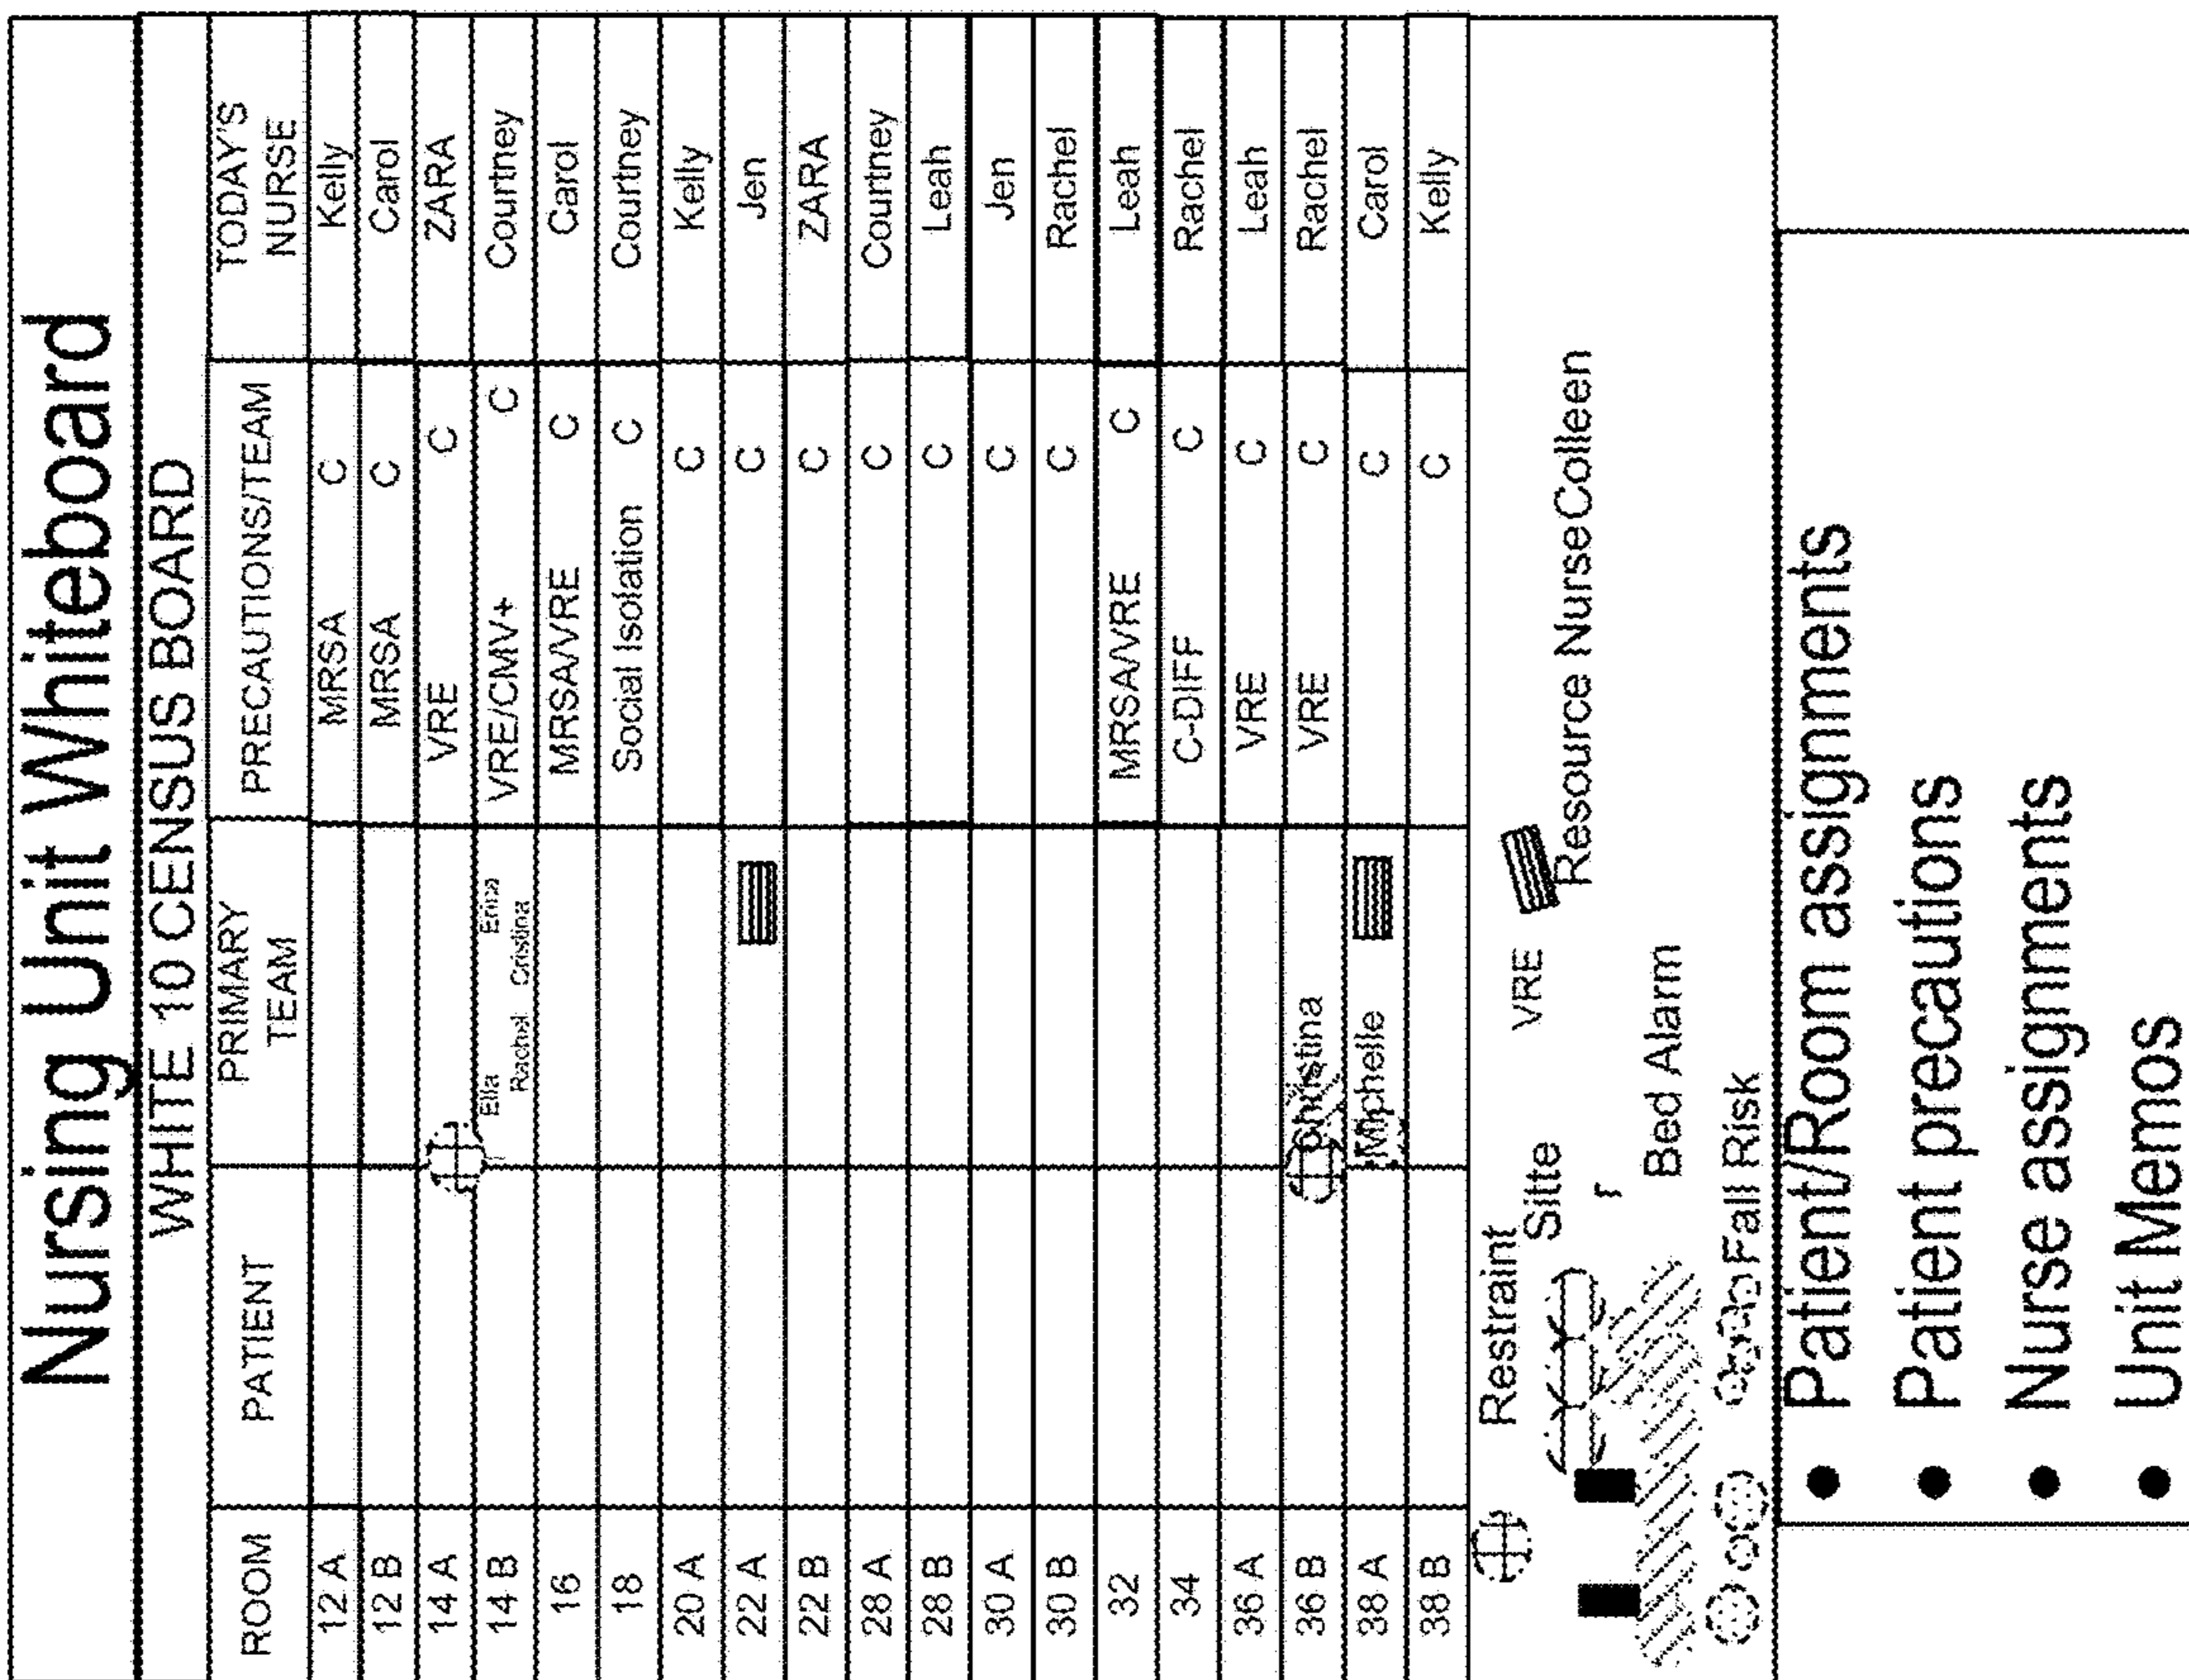 Nursing Unit Whiteboard
WHITE 10 CENSUS BOARD
ROOM PATIENT PRIMARY TEAM PRECAUTIONS/TEAM TODAY'S NURSE
12 A MRSA C Kelly
12 B MRSA C Carol
14 A VRE C ZARA
14 B Ella Erica Rachel Cristina VRE/CMV+ C Courtney
16 MRSA/VRE C Carol
18 Social Isolation C Courtney
20 A C Kelly
22 A C Jen
22 B C ZARA
28 A C Courtney
28 B C Leah
30 A C Jen
30 B C Rachel
32 MRSA/VRE C Leah
34 C-DIFF C Rachel
36 A VRE C Leah
36 B Christina VRE C Rachel
38 A Michelle C Carol
38 B C Kelly
Restraint VRE
Sitte
r
Resource NurseColleen
Bed Alarm
Fall Risk
• Patient/Room assignments
• Patient precautions
• Nurse assignments
• Unit Memos